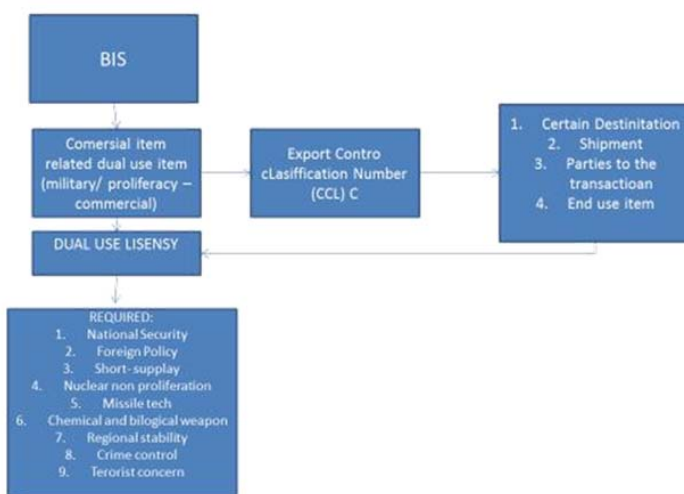 BIS
Comersial item
related dual use item
(military/ proliferacy –
commercial)
Export Contro
cLasiffication Number
(CCL) C
1. Certain Destinitation
2. Shipment
3. Parties to the
transactioan
4. End use item
DUAL USE LISENSY
REQUIRED:
1. National Security
2. Foreign Policy
3. Short- supplay
4. Nuclear non proliferation
5. Missile tech
6. Chemical and bilogical weapon
7. Regional stability
8. Crime control
9. Terorist concern